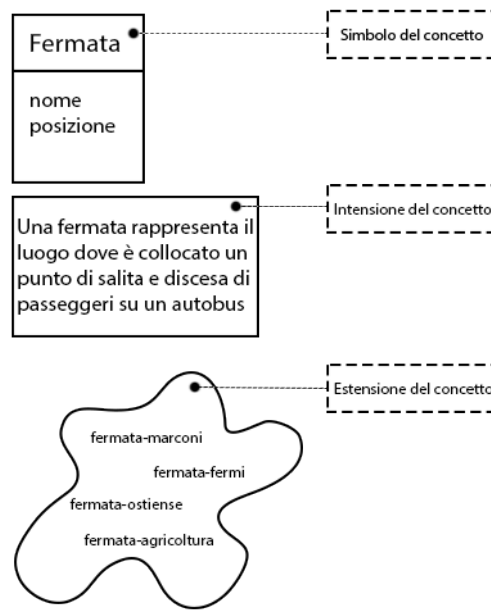 Fermata
Simbolo del concetto
nome
posizione
Intensione del concetto
Una fermata rappresenta il
luogo dove è collocato un
punto di salita e discesa di
passeggeri su un autobus
Estensione del concetto
fermata-marconi
fermata-fermi
fermata-ostiense
fermata-agricoltura